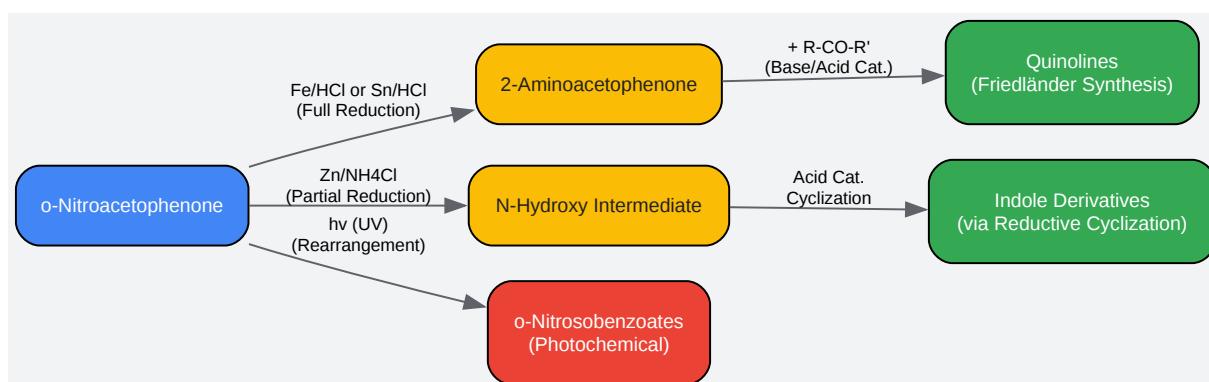 o-Nitroacetophenone
Fe/HCl or Sn/HCl
(Full Reduction)
2-Aminoacetophenone
+ R-CO-R'
(Base/Acid Cat.)
Quinolines
(Friedländer Synthesis)
Zn/NH4Cl
(Partial Reduction)
N-Hydroxy Intermediate
Acid Cat.
Cyclization
Indole Derivatives
(via Reductive Cyclization)
hv (UV)
(Rearrangement)
o-Nitrosobenzoates
(Photochemical)